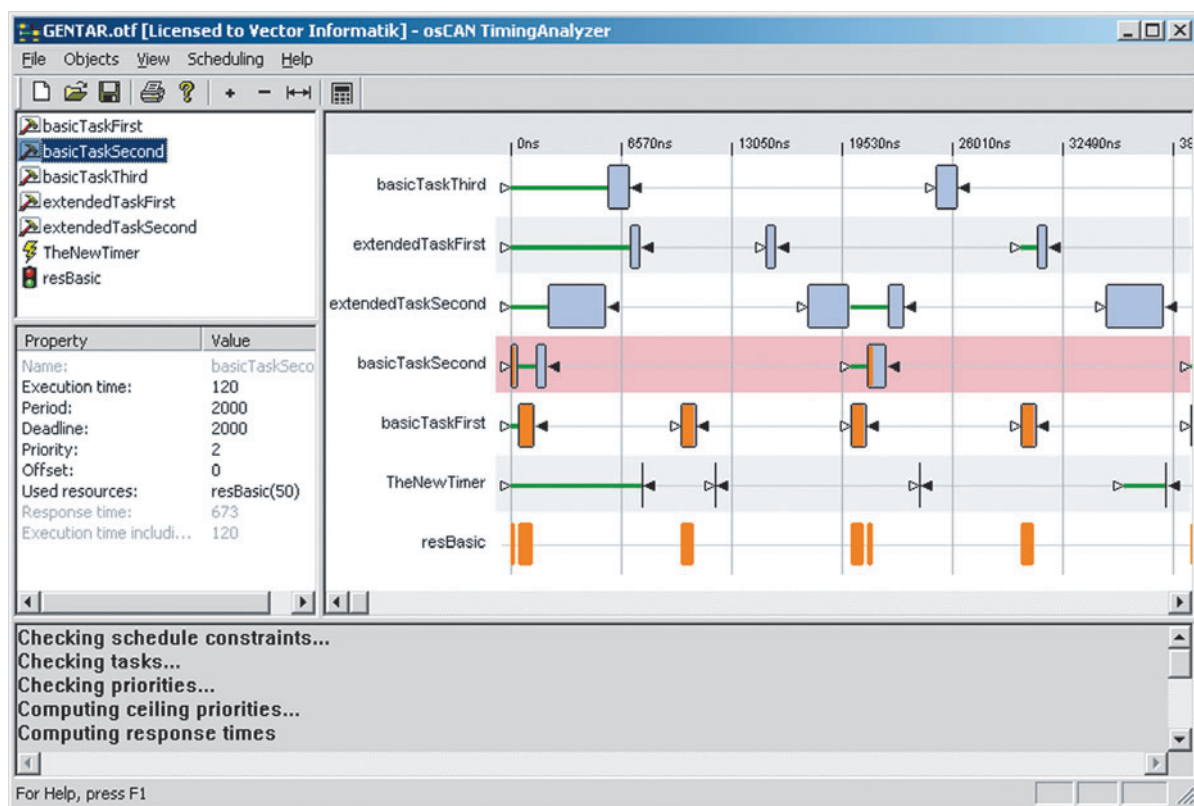 GENTAR.otf [Licensed to Vector Informatik] - osCAN TimingAnalyzer
File Objects View Scheduling Help
basicTaskFirst
basicTaskSecond
basicTaskThird
extendedTaskFirst
extendedTaskSecond
TheNewTimer
resBasic
Property Value
Name: basicTaskSeco
Execution time: 120
Period: 2000
Deadline: 2000
Priority: 2
Offset: 0
Used resources: resBasic(50)
Response time: 673
Execution time includi... 120
0ns 6570ns 13050ns 19530ns 26010ns 32490ns 38
basicTaskThird
extendedTaskFirst
extendedTaskSecond
basicTaskSecond
basicTaskFirst
TheNewTimer
resBasic
Checking schedule constraints...
Checking tasks...
Checking priorities...
Computing ceiling priorities...
Computing response times
For Help, press F1